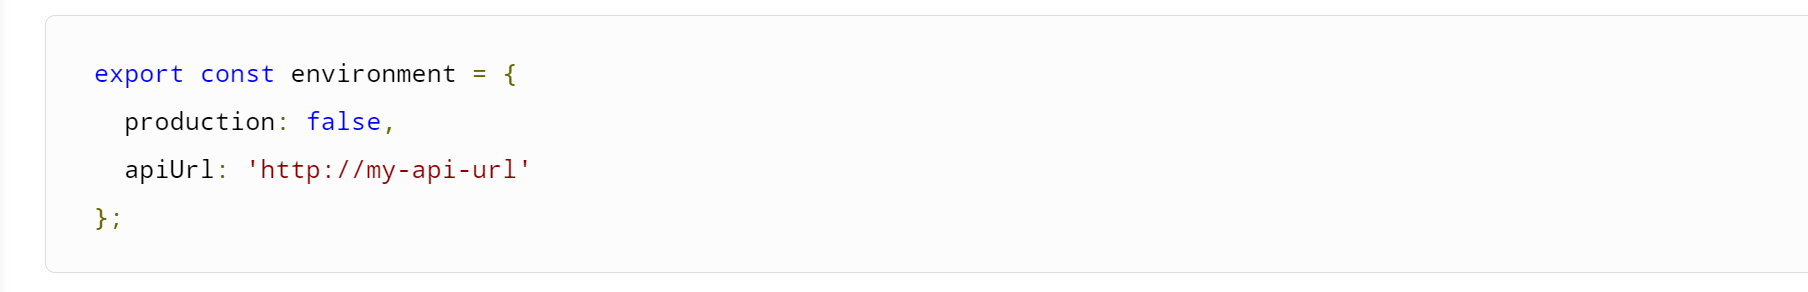 export const environment = {
  production: false,
  apiUrl: 'http://my-api-url'
};